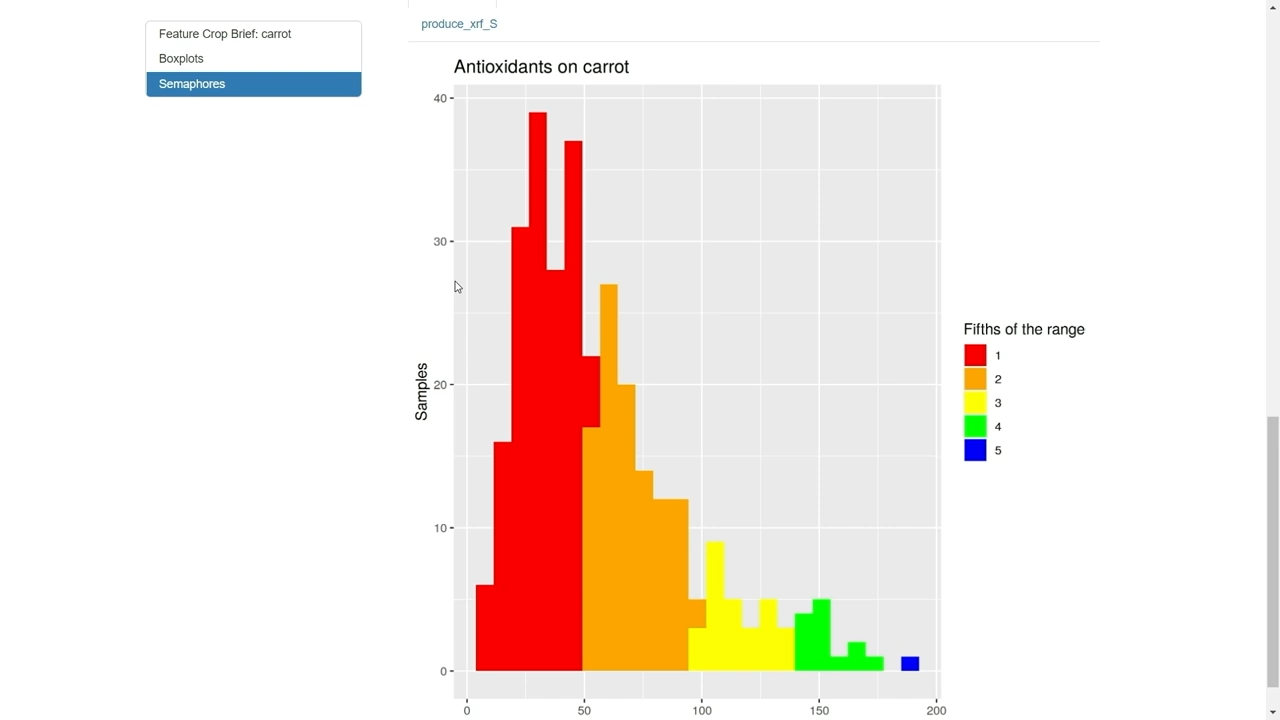 Feature Crop Brief: carrot
Boxplots
Semaphores
produce_xrf_S
Antioxidants on carrot
40
30
20
10
0
Samples
0 50 100 150 200
Fifths of the range
1
2
3
4
5